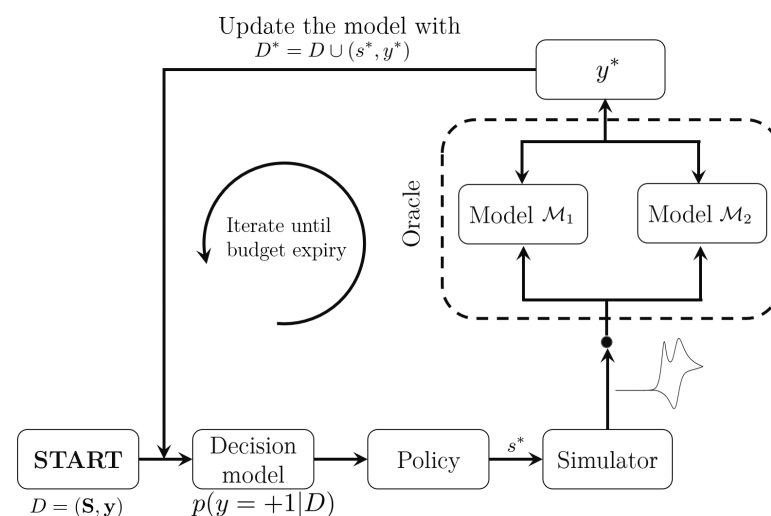 Update the model with
D* = D ∪ (s*, y*)
y*
Oracle
Model M₁
Model M₂
Iterate until
budget expiry
START
Decision
model
Policy
s*
Simulator
D = (S, y)
p(y = +1|D)